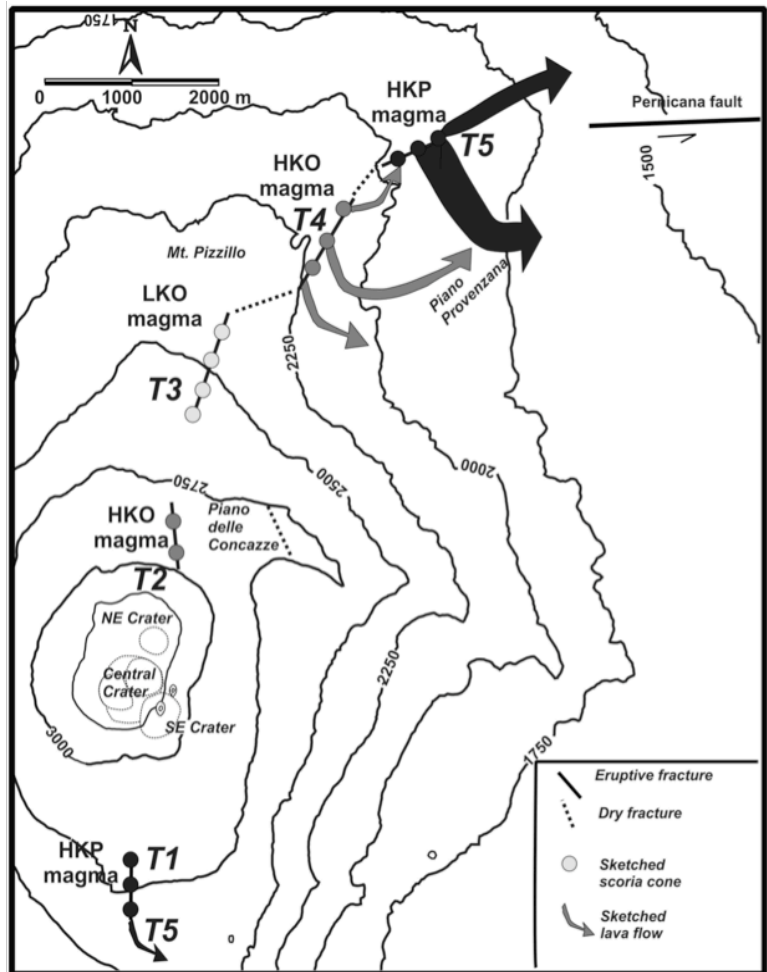 1750
N
0 1000 2000 m
HKP
magma
Pernicana fault
T5
1500
HKO
magma
T4
Mt. Pizzillo
Piano
Provenzana
LKO
magma
2250
T3
2000
2500
2750
HKO
magma
Piano
delle
Concazze
T2
NE Crater
Central
Crater
2250
SE Crater
3000
1750
HKP
magma
T1
T5
Eruptive fracture
Dry fracture
Sketched
scoria cone
Sketched
lava flow